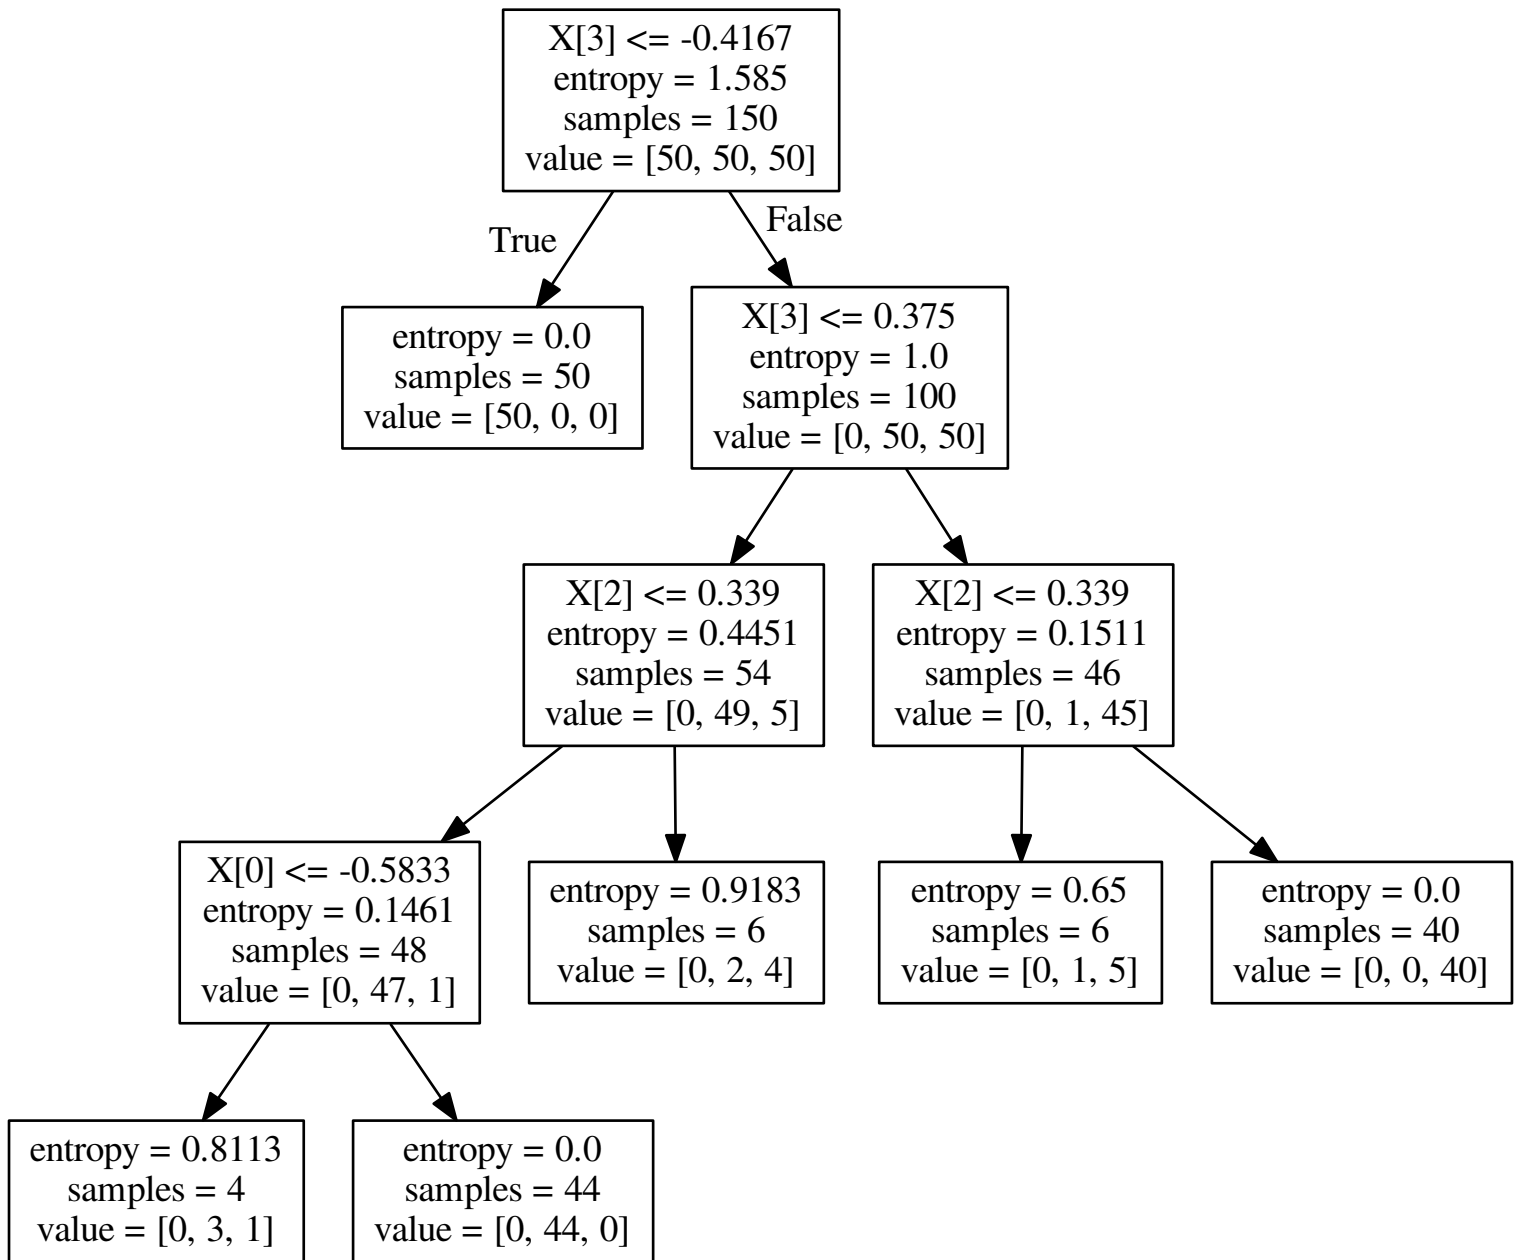 X[3] <= -0.4167
entropy = 1.585
samples = 150
value = [50, 50, 50]
True
False
entropy = 0.0
samples = 50
value = [50, 0, 0]
X[3] <= 0.375
entropy = 1.0
samples = 100
value = [0, 50, 50]
X[2] <= 0.339
entropy = 0.4451
samples = 54
value = [0, 49, 5]
X[2] <= 0.339
entropy = 0.1511
samples = 46
value = [0, 1, 45]
X[0] <= -0.5833
entropy = 0.1461
samples = 48
value = [0, 47, 1]
entropy = 0.9183
samples = 6
value = [0, 2, 4]
entropy = 0.65
samples = 6
value = [0, 1, 5]
entropy = 0.0
samples = 40
value = [0, 0, 40]
entropy = 0.8113
samples = 4
value = [0, 3, 1]
entropy = 0.0
samples = 44
value = [0, 44, 0]